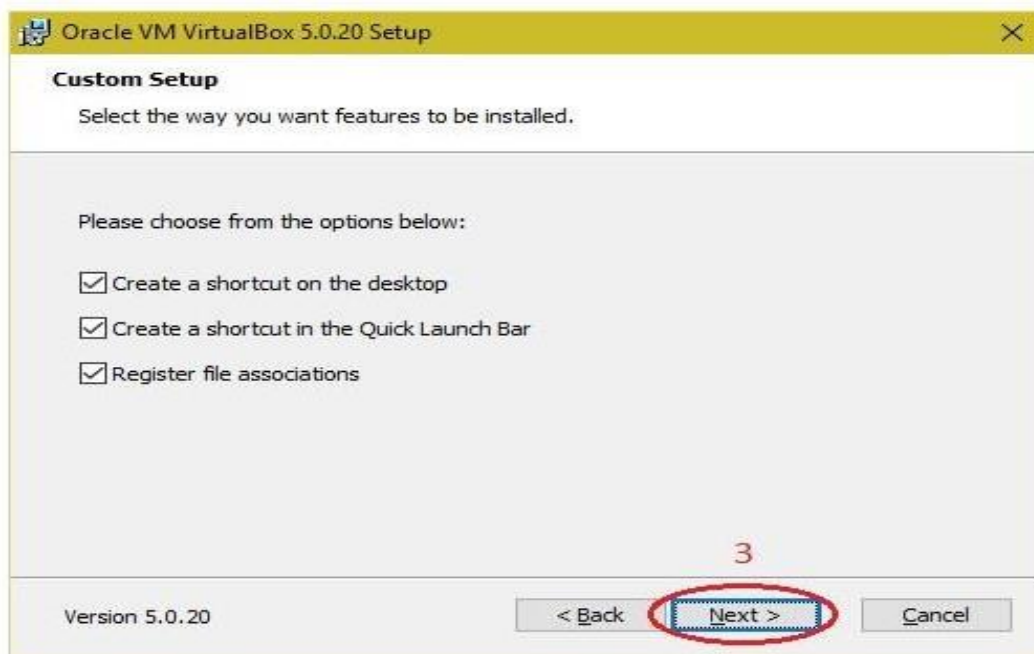 Oracle VM VirtualBox 5.0.20 Setup
Custom Setup
Select the way you want features to be installed.
Please choose from the options below:
Create a shortcut on the desktop
Create a shortcut in the Quick Launch Bar
Register file associations
3
Version 5.0.20
< Back
Next >
Cancel